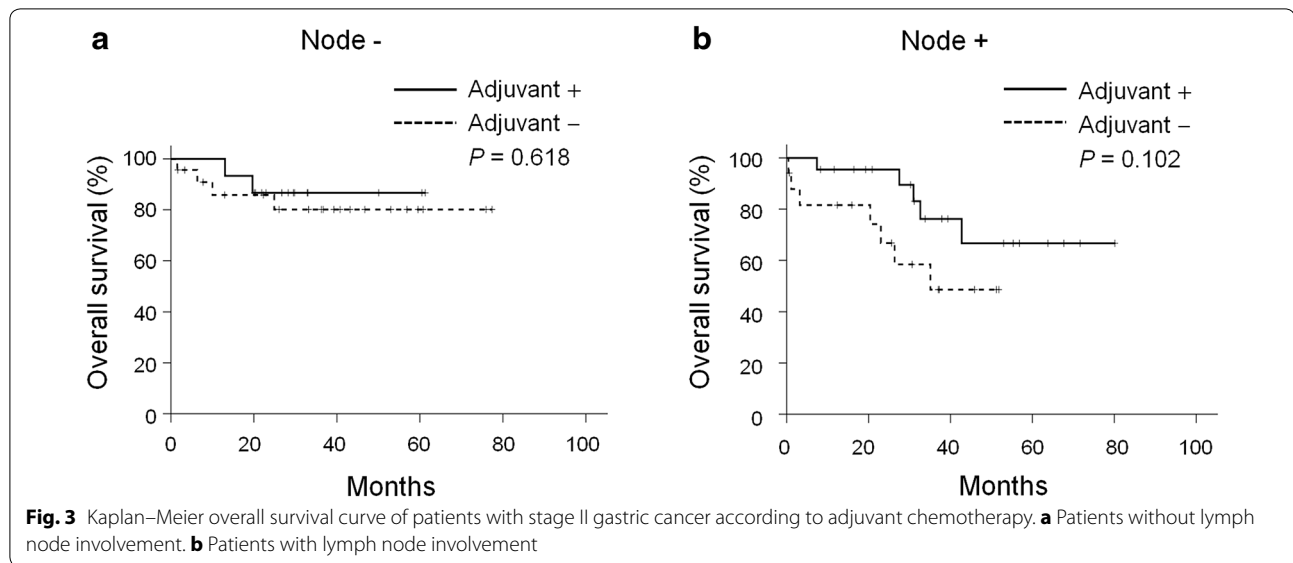 a
Node -
Adjuvant +
Adjuvant –
P = 0.618
Overall survival (%)
100
80
60
40
20
0
0 20 40 60 80 100
Months
b
Node +
Adjuvant +
Adjuvant –
P = 0.102
Overall survival (%)
100
80
60
40
20
0
0 20 40 60 80 100
Months
Fig. 3 Kaplan–Meier overall survival curve of patients with stage II gastric cancer according to adjuvant chemotherapy. a Patients without lymph
node involvement. b Patients with lymph node involvement